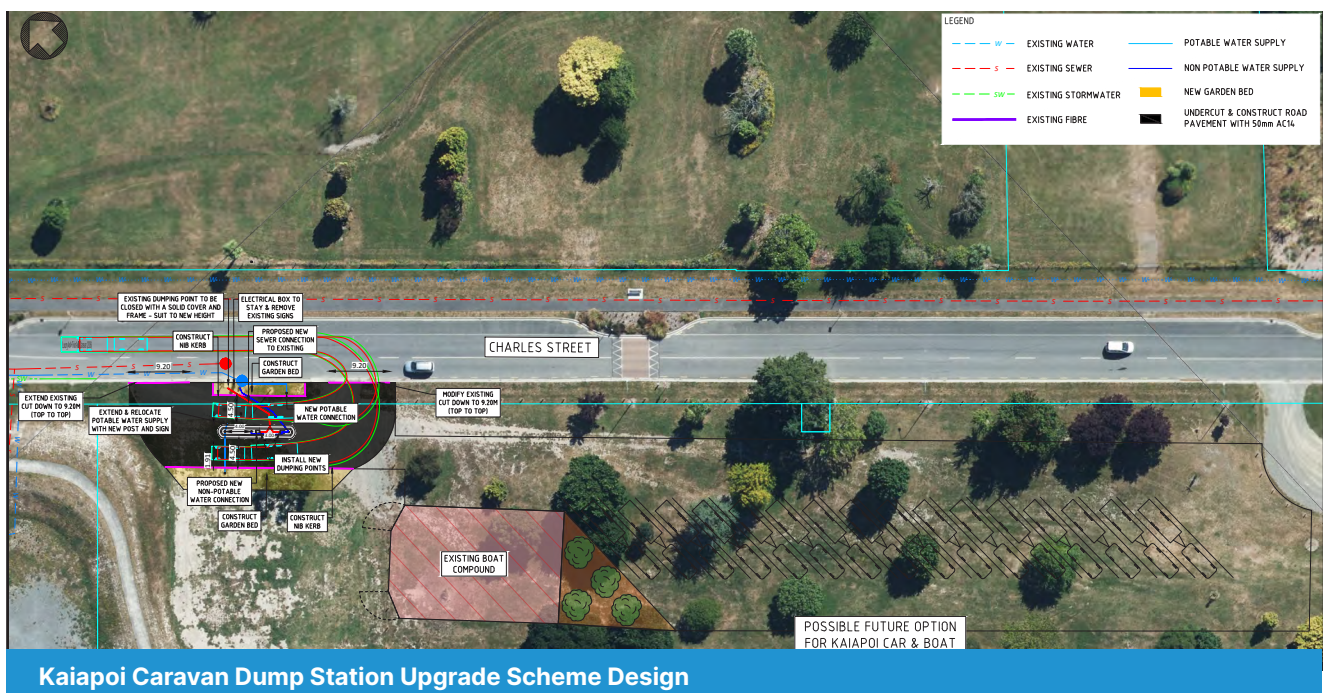 LEGEND
W EXISTING WATER
S EXISTING SEWER
SW EXISTING STORMWATER
EXISTING FIBRE
POTABLE WATER SUPPLY
NON POTABLE WATER SUPPLY
NEW GARDEN BED
UNDERCUT & CONSTRUCT ROAD
PAVEMENT WITH 50mm AC14
EXISTING DUMPING POINT TO BE
CLOSED WITH A SOLID COVER AND
FRAME - SUIT TO NEW HEIGHT
ELECTRICAL BOX TO
STAY & REMOVE
EXISTING SIGNS
CONSTRUCT
NIB KERB
PROPOSED NEW
SEWER CONNECTION
TO EXISTING
CHARLES STREET
CONSTRUCT
GARDEN BED
9.20
9.20
EXTEND EXISTING
CUT DOWN TO 9.20M
(TOP TO TOP)
EXTEND & RELOCATE
POTABLE WATER SUPPLY
WITH NEW POST AND SIGN
4.50
NEW POTABLE
WATER CONNECTION
MODIFY EXISTING
CUT DOWN TO 9.20M
(TOP TO TOP)
4.50
3.91
INSTALL NEW
DUMPING POINTS
PROPOSED NEW
NON-POTABLE
WATER CONNECTION
CONSTRUCT
GARDEN BED
CONSTRUCT
NIB KERB
EXISTING BOAT
COMPOUND
POSSIBLE FUTURE OPTION
FOR KAIAPOI CAR & BOAT
Kaiapoi Caravan Dump Station Upgrade Scheme Design